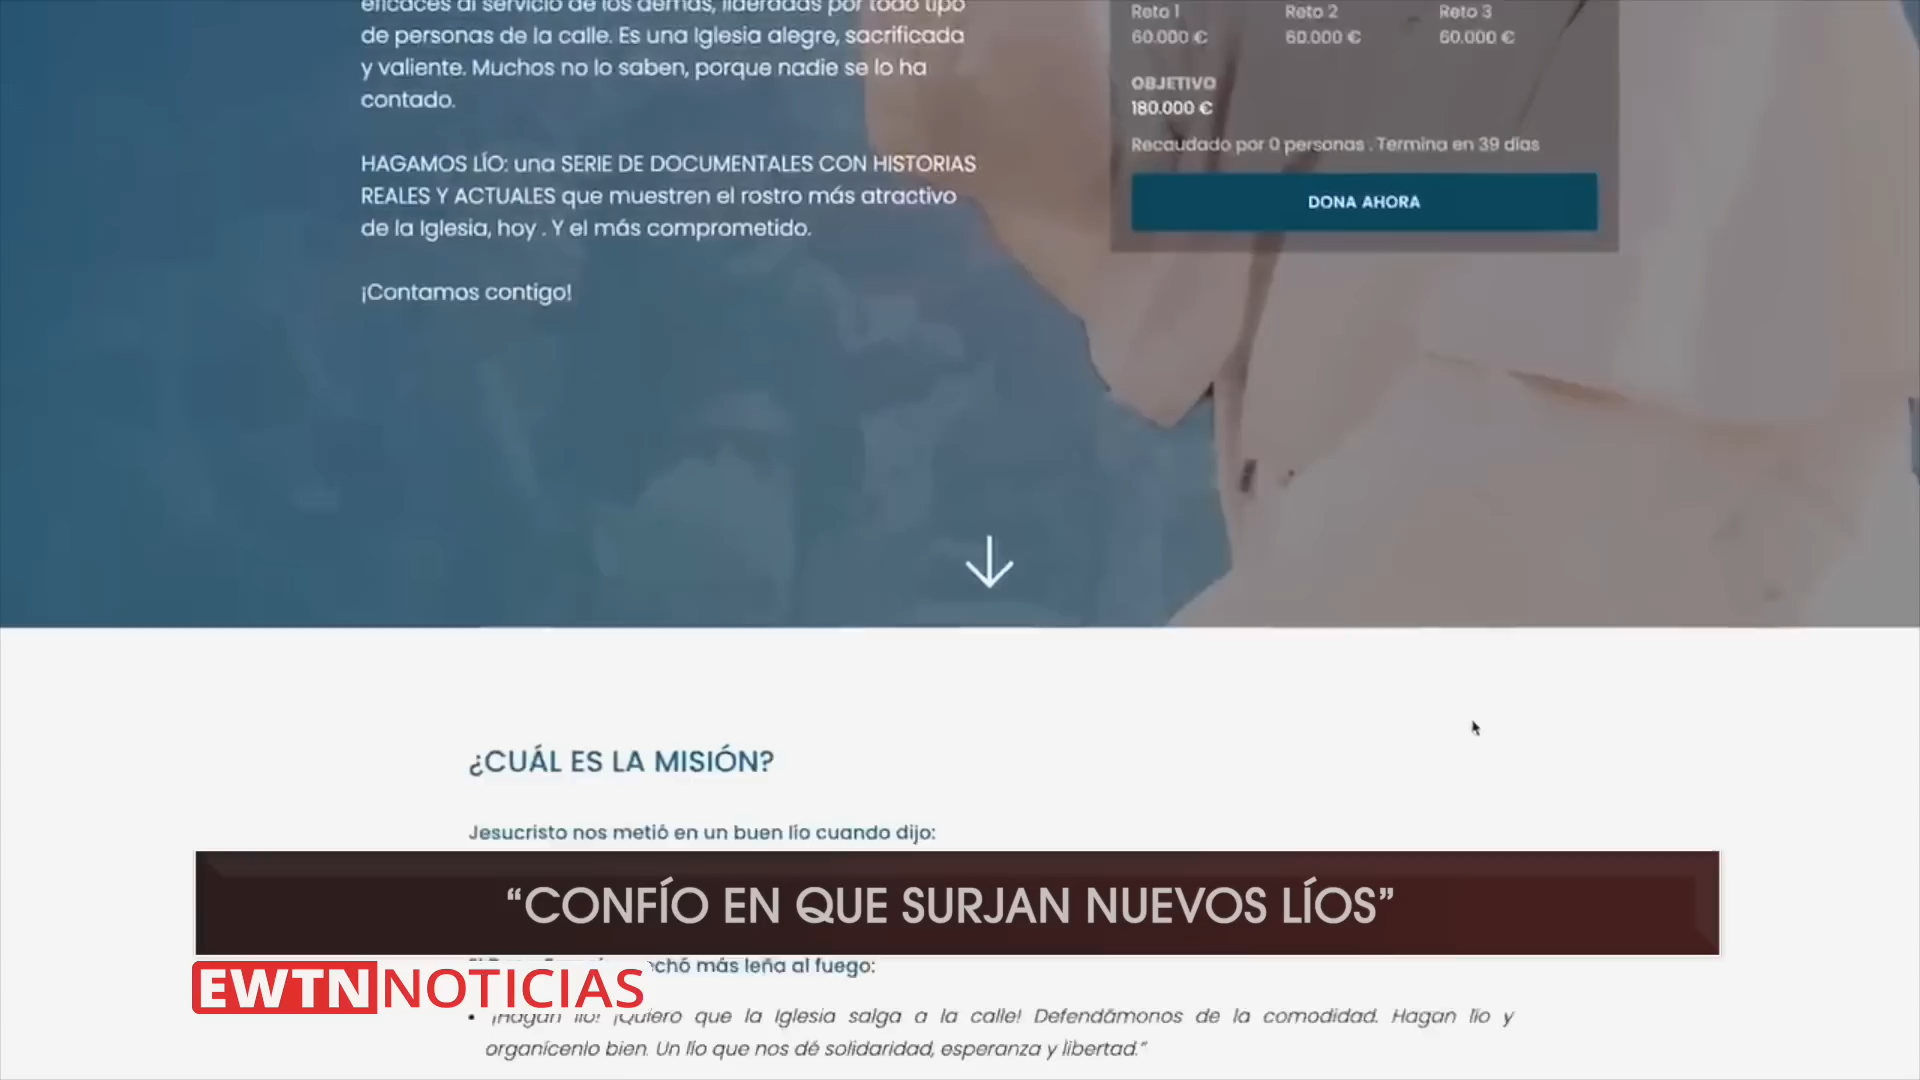 eficaces al servicio de los demás, lideradas por todo tipo
de personas de la calle. Es una Iglesia alegre, sacrificada
y valiente. Muchos no lo saben, porque nadie se lo ha
contado.
HAGAMOS LÍO: una SERIE DE DOCUMENTALES CON HISTORIAS
REALES Y ACTUALES que muestren el rostro más atractivo
de la Iglesia, hoy . Y el más comprometido.
¡Contamos contigo!
Reto 1 Reto 2 Reto 3
60.000 € 60.000 € 60.000 €
OBJETIVO
180.000 €
Recaudado por 0 personas . Termina en 39 días
DONA AHORA
¿CUÁL ES LA MISIÓN?
Jesucristo nos metió en un buen lío cuando dijo:
“CONFÍO EN QUE SURJAN NUEVOS LÍOS”
más leña al fuego:
EWTN NOTICIAS
• ¡Hagan lío! ¡Quiero que la Iglesia salga a la calle! Defendámonos de la comodidad. Hagan lío y
organícenlo bien. Un lío que nos dé solidaridad, esperanza y libertad.”